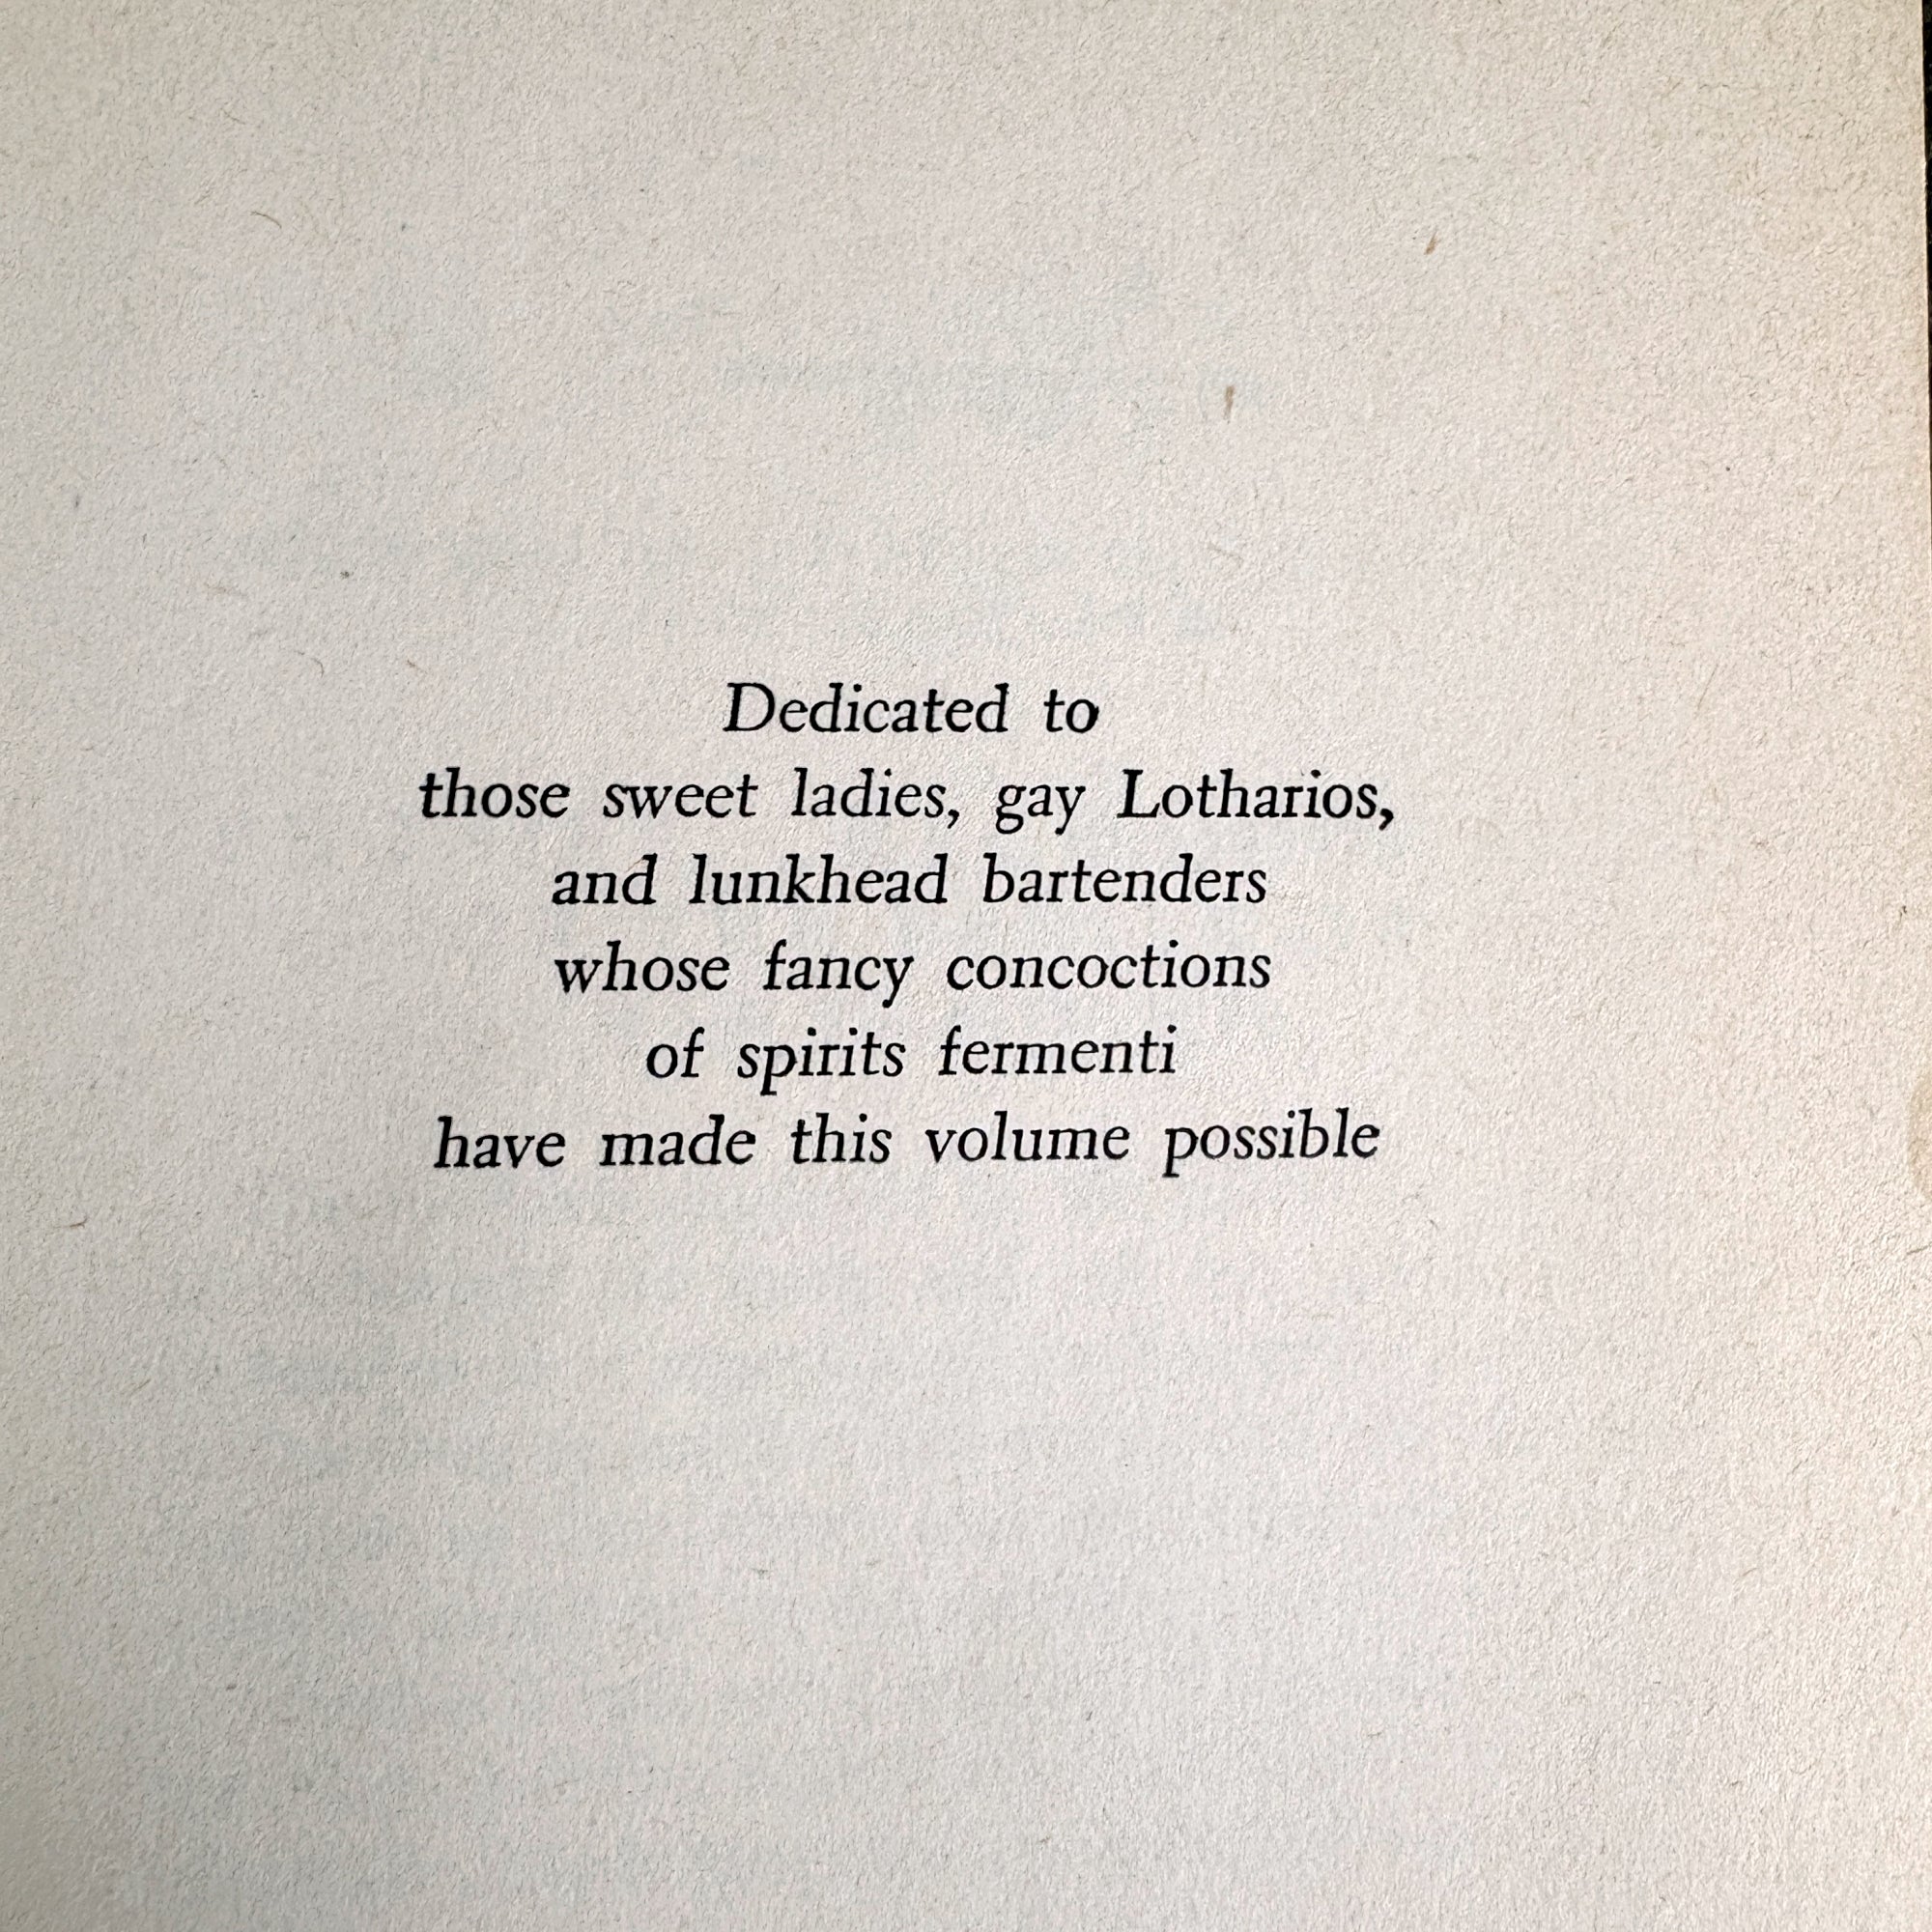 Dedicated to
those sweet ladies, gay Lotharios,
and lunkhead bartenders
whose fancy concoctions
of spirits fermenti
have made this volume possible